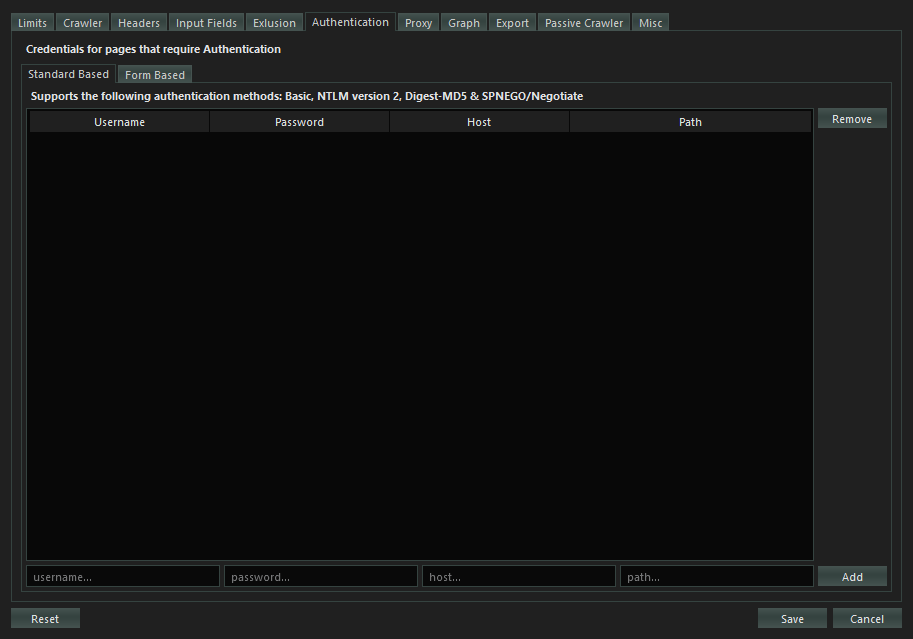 Limits Crawler Headers Input Fields Exlusion Authentication Proxy Graph Export Passive Crawler Misc
Credentials for pages that require Authentication
Standard Based Form Based
Supports the following authentication methods: Basic, NTLM version 2, Digest-MD5 & SPNEGO/Negotiate
Username Password Host Path Remove
username... password... host... path... Add
Reset Save Cancel